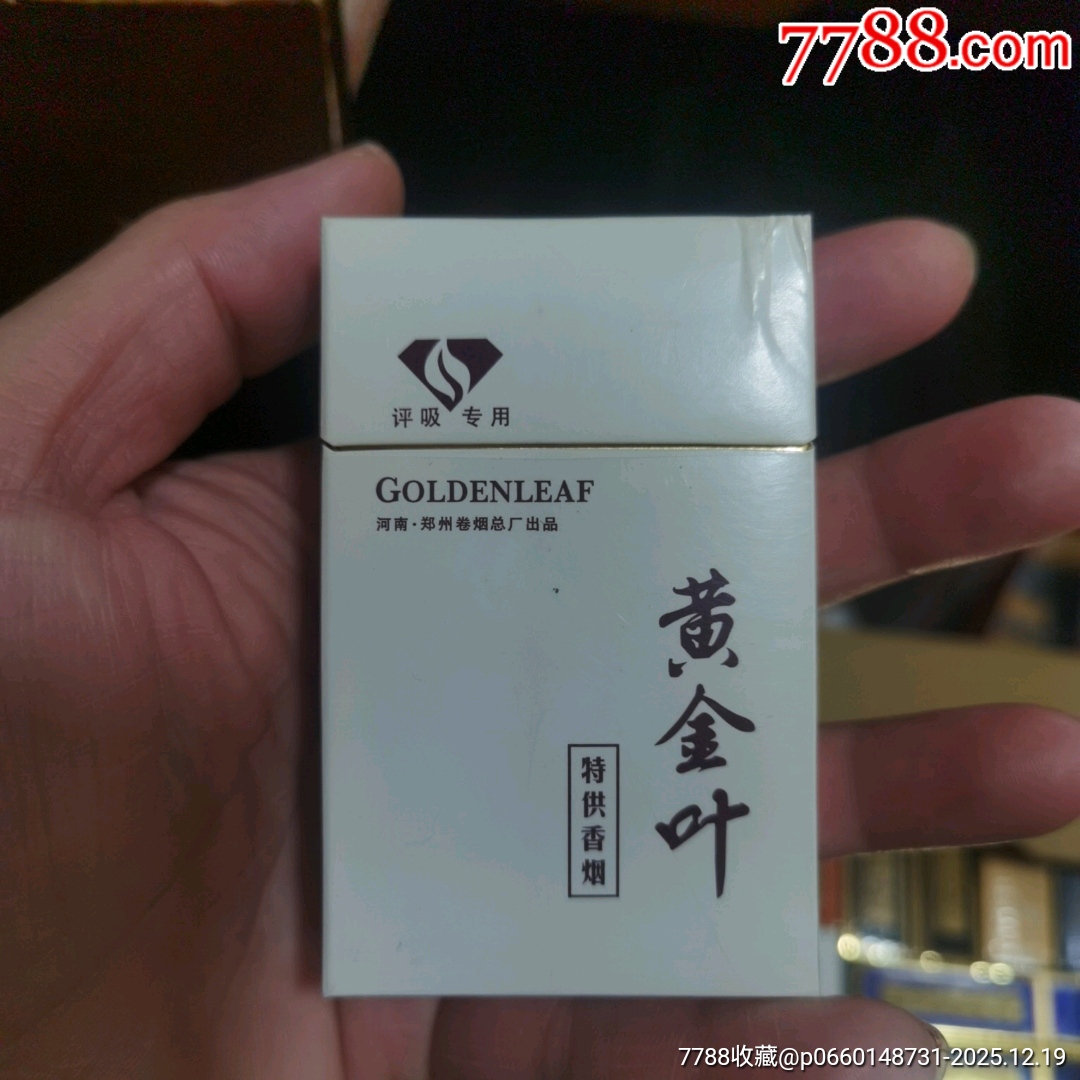 7788.com
评吸专用
GOLDENLEAF
河南·郑州卷烟总厂出品
黄金叶
特供香烟
7788收藏@p0660148731-2025.12.19